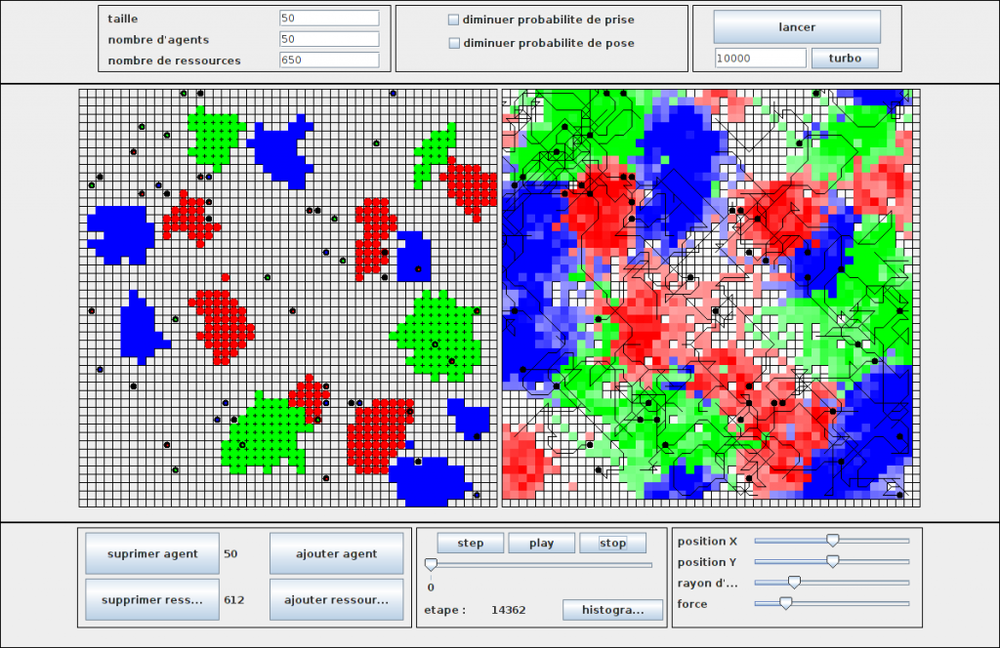 taille 50
nombre d'agents 50
nombre de ressources 650
diminuer probabilite de prise
diminuer probabilite de pose
lancer
10000 turbo
suprimer agent 50 ajouter agent
supprimer ress... 612 ajouter ressour...
step play stop
0
etape : 14362 histogra...
position X
position Y
rayon d'...
force